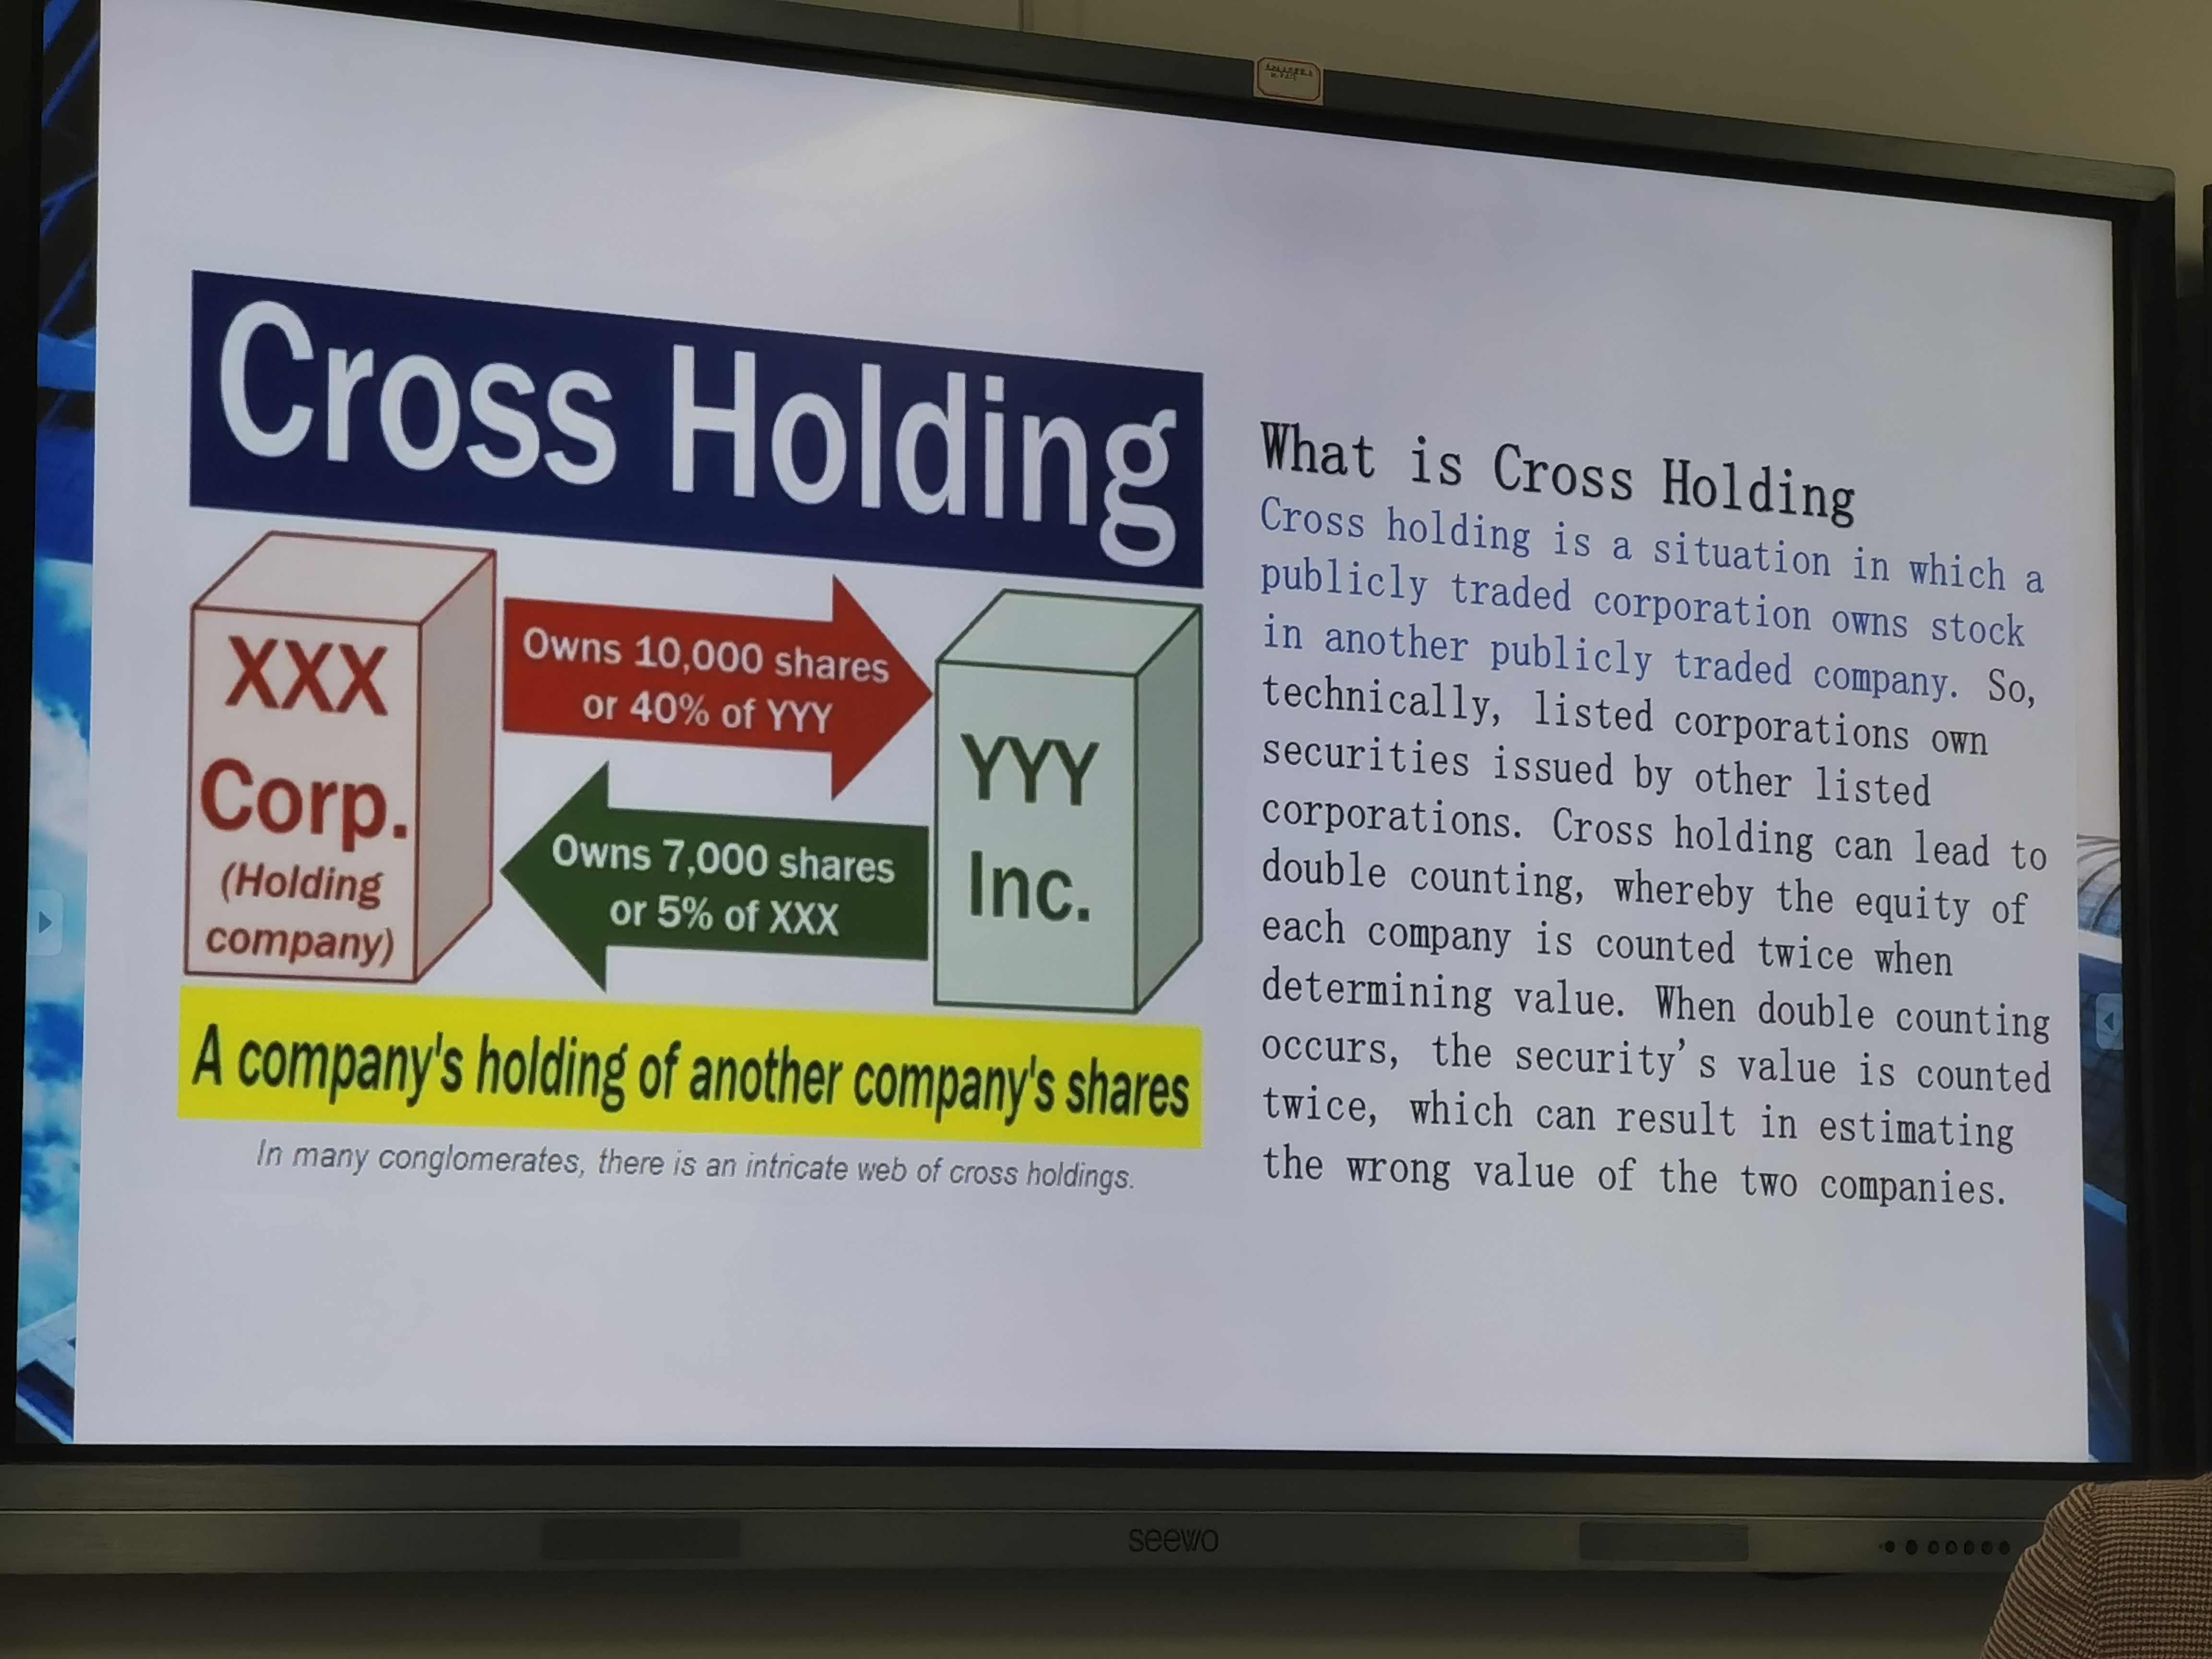 Cross Holding
XXX
Corp.
(Holding
company)
Owns 10,000 shares
or 40% of YYY
Owns 7,000 shares
or 5% of XXX
YYY
Inc.
A company's holding of another company's shares
In many conglomerates, there is an intricate web of cross holdings.
What is Cross Holding
Cross holding is a situation in which a
publicly traded corporation owns stock
in another publicly traded company. So,
technically, listed corporations own
securities issued by other listed
corporations. Cross holding can lead to
double counting, whereby the equity of
each company is counted twice when
determining value. When double counting
occurs, the security's value is counted
twice, which can result in estimating
the wrong value of the two companies.
seewo